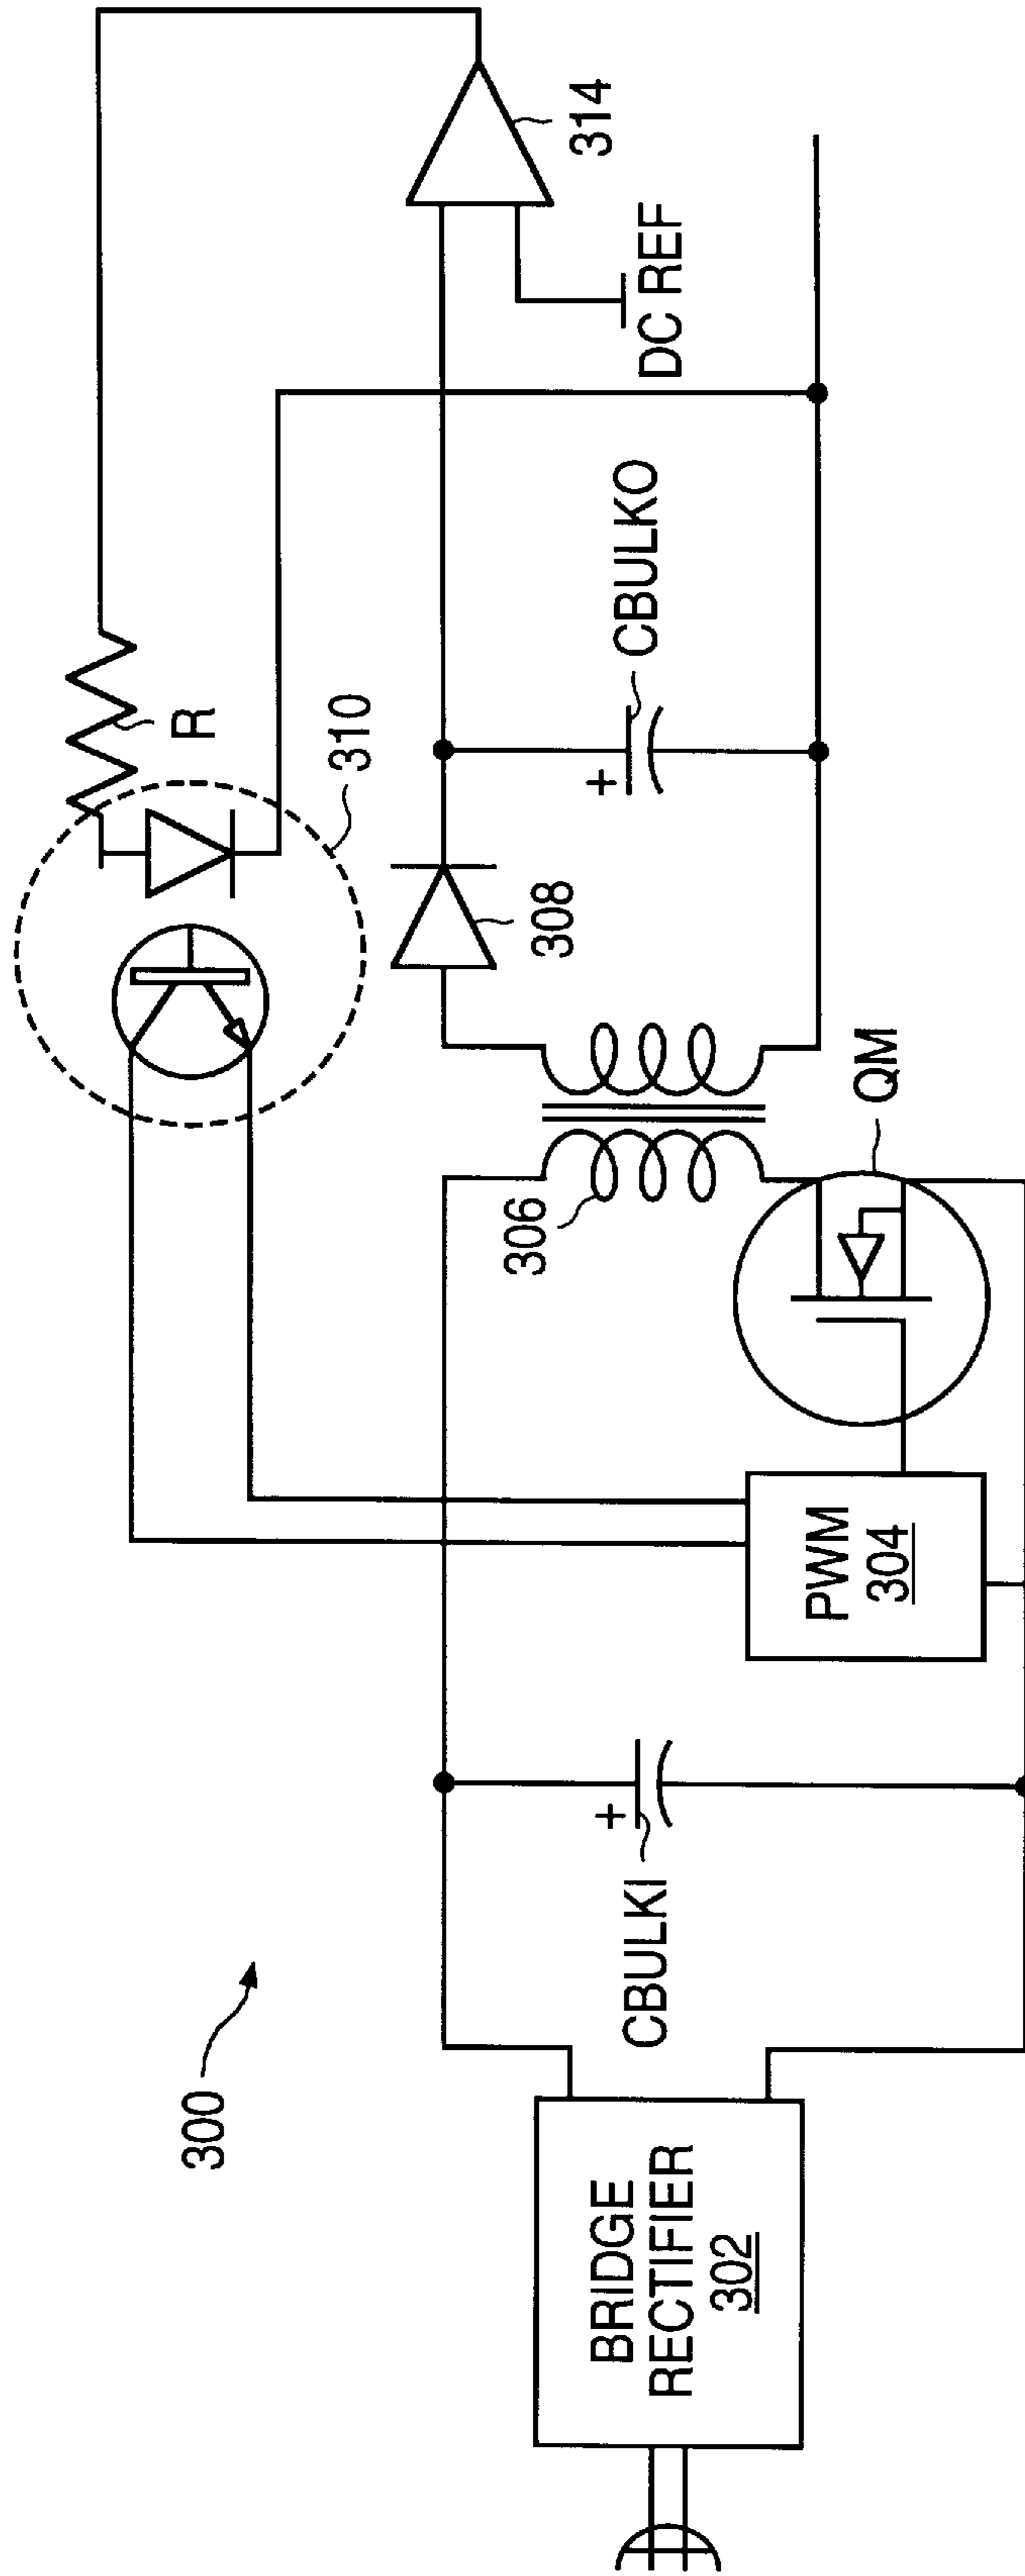 300
BRIDGE
RECTIFIER
302
CBULKI
+
PWM
304
QM
306
308
310
R
+
CBULKO
DC REF
314